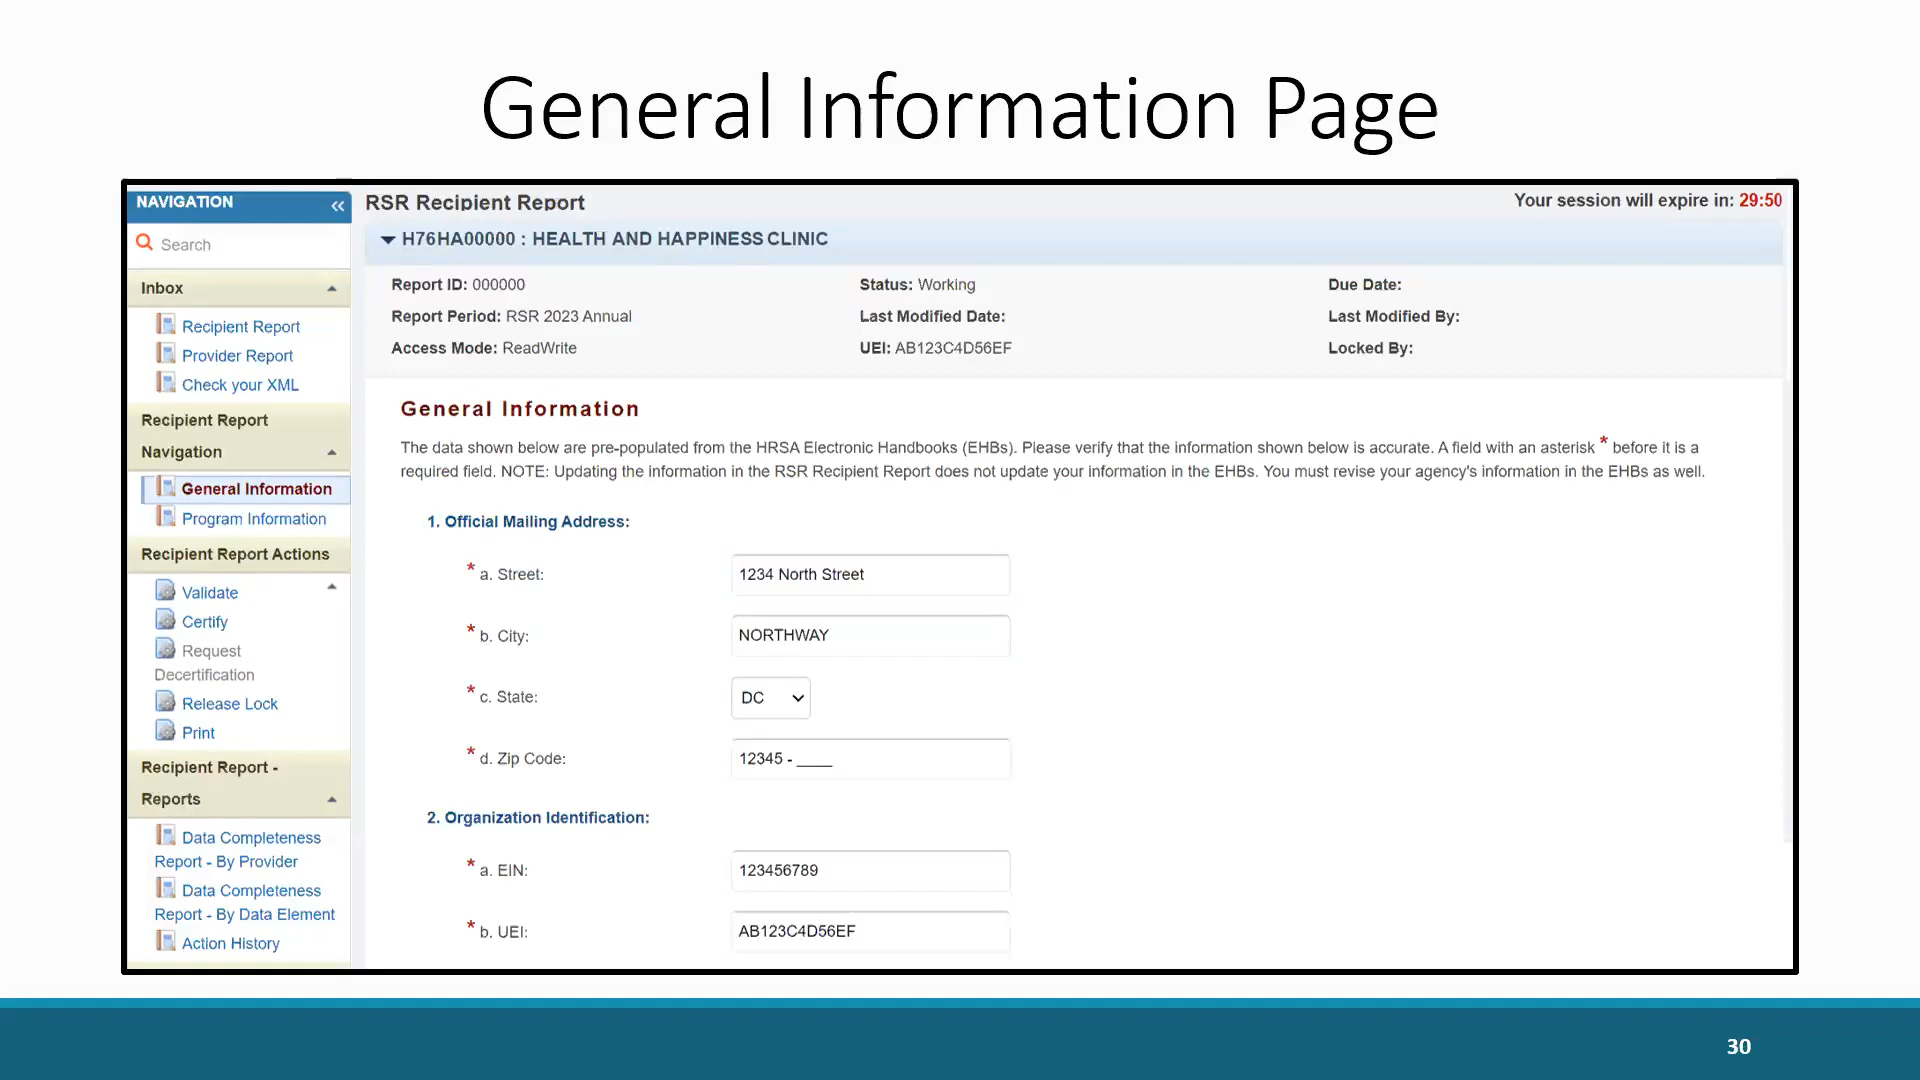 General Information Page
NAVIGATION
«
Search
Inbox
Recipient Report
Provider Report
Check your XML
Recipient Report
Navigation
General Information
Program Information
Recipient Report Actions
Validate
Certify
Request
Decertification
Release Lock
Print
Recipient Report -
Reports
Data Completeness
Report - By Provider
Data Completeness
Report - By Data Element
Action History
RSR Recipient Report
Your session will expire in: 29:50
H76HA00000 : HEALTH AND HAPPINESS CLINIC
Report ID: 000000
Status: Working
Due Date:
Report Period: RSR 2023 Annual
Last Modified Date:
Last Modified By:
Access Mode: ReadWrite
UEI: AB123C4D56EF
Locked By:
General Information
The data shown below are pre-populated from the HRSA Electronic Handbooks (EHBs). Please verify that the information shown below is accurate. A field with an asterisk * before it is a
required field. NOTE: Updating the information in the RSR Recipient Report does not update your information in the EHBs. You must revise your agency's information in the EHBs as well.
1. Official Mailing Address:
* a. Street: 1234 North Street
* b. City: NORTHWAY
* c. State: DC
* d. Zip Code: 12345 - ____
2. Organization Identification:
* a. EIN: 123456789
* b. UEI: AB123C4D56EF
30